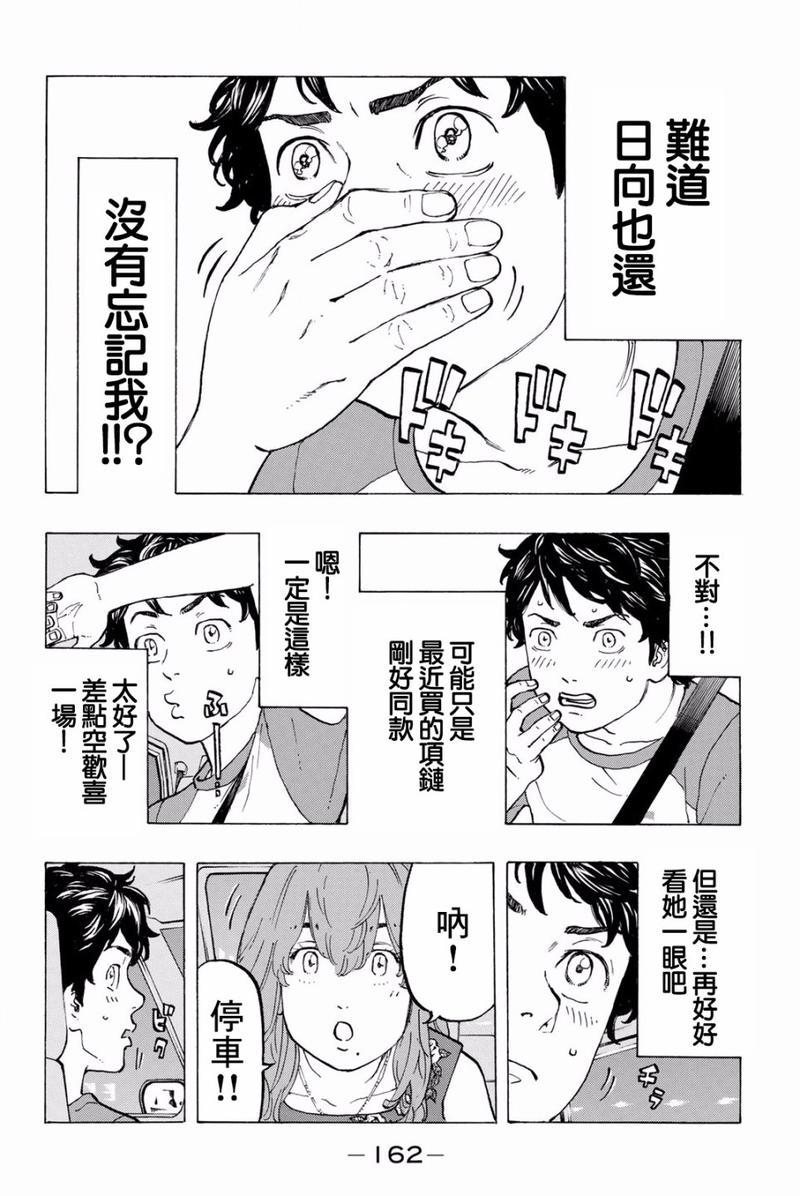 難道
日向也還
沒有忘記我!!?
ドキ
ドキ
ドキ
不對…!!
可能只是
最近買的項鏈
剛好同款
嗯！
一定是這樣
ふー…
太好了—
差點空歡喜
一場！
但還是…再好好
看她一眼吧
チラ
吶！
停車!!
ビクッ
—162—